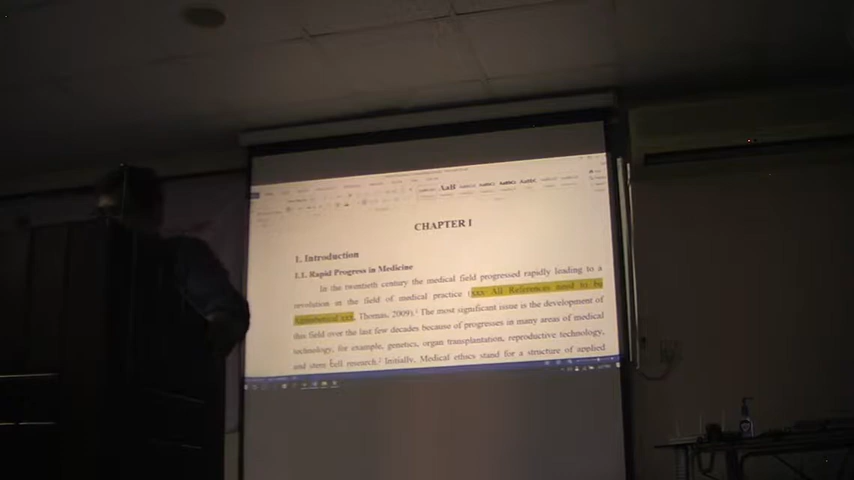 CHAPTER I
1. Introduction
1.1. Rapid Progress in Medicine
In the twentieth century the medical field progressed rapidly leading to a
revolution in the field of medical practice (xxx All References need to be
xxx, Thomas, 2009).¹ The most significant issue is the development of
this field over the last few decades because of progresses in many areas of medical
technology, for example, genetics, organ transplantation, reproductive technology,
and stem cell research.² Initially, Medical ethics stand for a structure of applied